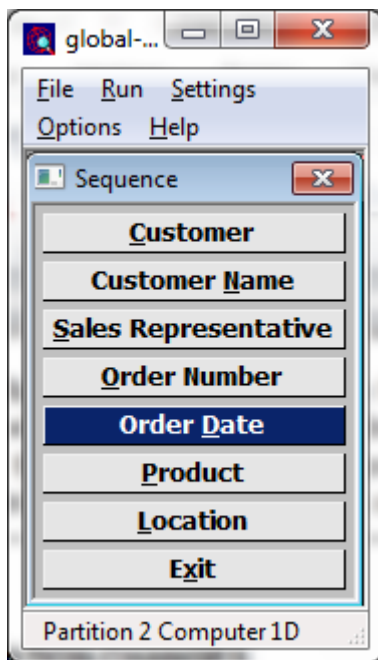 global-...
File Run Settings
Options Help
Sequence
Customer
Customer Name
Sales Representative
Order Number
Order Date
Product
Location
Exit
Partition 2 Computer 1D